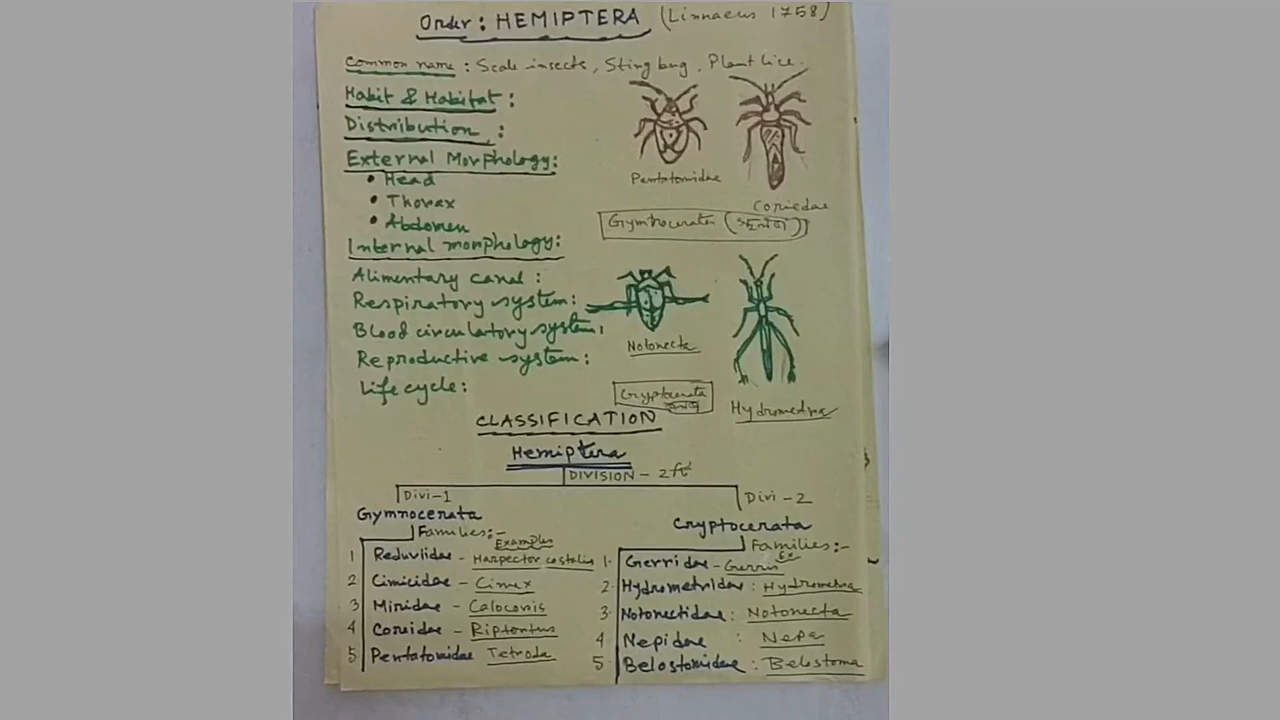 Order: HEMIPTERA (Linnaeus 1758)
Common name: Scale insects, Sting bug, Plant lice.
Habit & Habitat:
Distribution:
External Morphology:
• Head
• Thorax
• Abdomen
Internal morphology:
Alimentary canal:
Respiratory system:
Blood circulatory system:
Reproductive system:
Life cycle:
Pentatomidae
Coriedae
Gymnocerata
Notonecta
Cryptocerata
Hydrometra
CLASSIFICATION
Hemiptera
DIVISION - 2
Divi-1
Gymnocerata
Families:-
Examples
1 Reduviidae - Harpector costalis
2 Cimicidae - Cimex
3 Miridae - Caloconis
4 Coreidae - Riptontus
5 Pentatomidae Tetroda
Divi-2
Cryptocerata
Families:-
Ex
1. Gerridae - Gerris
2. Hydrometridae: Hydrometra
3. Notonectidae: Notonecta
4 Nepidae: Nepa
5. Belostomidae: Belostoma